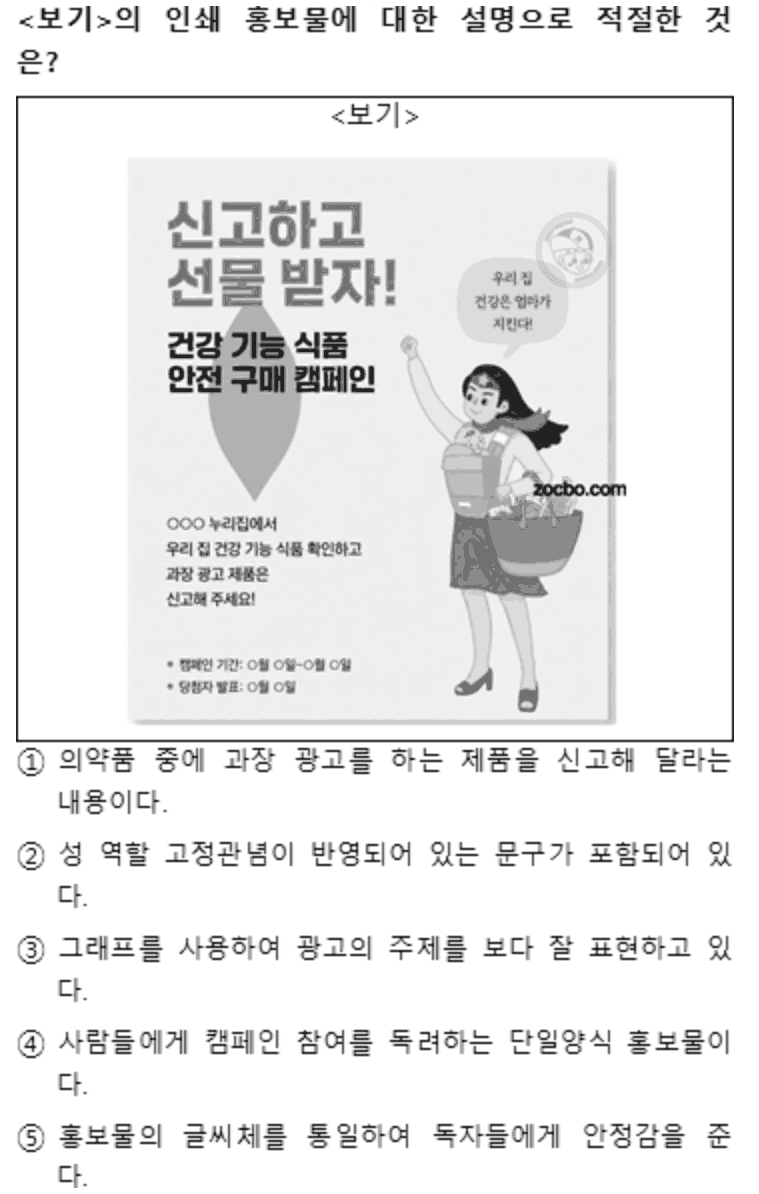 <보기>의 인쇄 홍보물에 대한 설명으로 적절한 것
은?
<보기>
신고하고
선물 받자!
건강 기능 식품
안전 구매 캠페인
우리 집
건강은 엄마가
지킨다!
zocbo.com
○○○ 누리집에서
우리 집 건강 기능 식품 확인하고
과장 광고 제품은
신고해 주세요!
* 캠페인 기간: ○월 ○일~○월 ○일
* 당첨자 발표: ○월 ○일
① 의약품 중에 과장 광고를 하는 제품을 신고해 달라는
내용이다.
② 성 역할 고정관념이 반영되어 있는 문구가 포함되어 있
다.
③ 그래프를 사용하여 광고의 주제를 보다 잘 표현하고 있
다.
④ 사람들에게 캠페인 참여를 독려하는 단일양식 홍보물이
다.
⑤ 홍보물의 글씨체를 통일하여 독자들에게 안정감을 준
다.